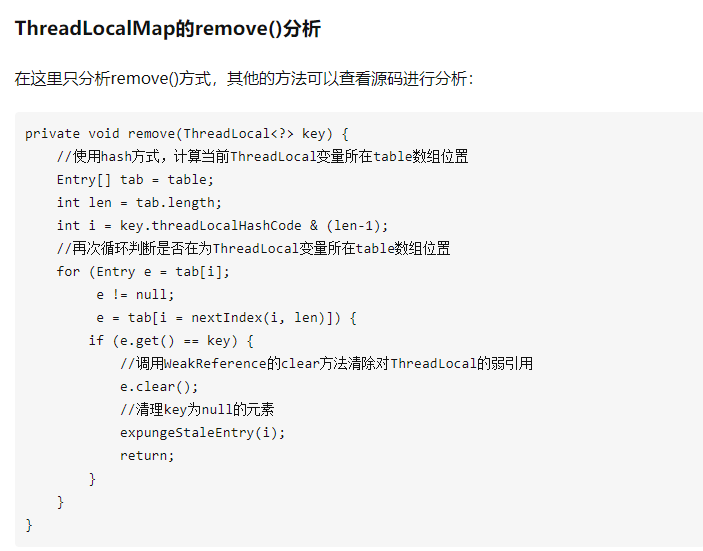 ThreadLocalMap的remove()分析
在这里只分析remove()方式，其他的方法可以查看源码进行分析：
private void remove(ThreadLocal<?> key) {
    //使用hash方式，计算当前ThreadLocal变量所在table数组位置
    Entry[] tab = table;
    int len = tab.length;
    int i = key.threadLocalHashCode & (len-1);
    //再次循环判断是否在为ThreadLocal变量所在table数组位置
    for (Entry e = tab[i];
         e != null;
         e = tab[i = nextIndex(i, len)]) {
        if (e.get() == key) {
            //调用WeakReference的clear方法清除对ThreadLocal的弱引用
            e.clear();
            //清理key为null的元素
            expungeStaleEntry(i);
            return;
        }
    }
}